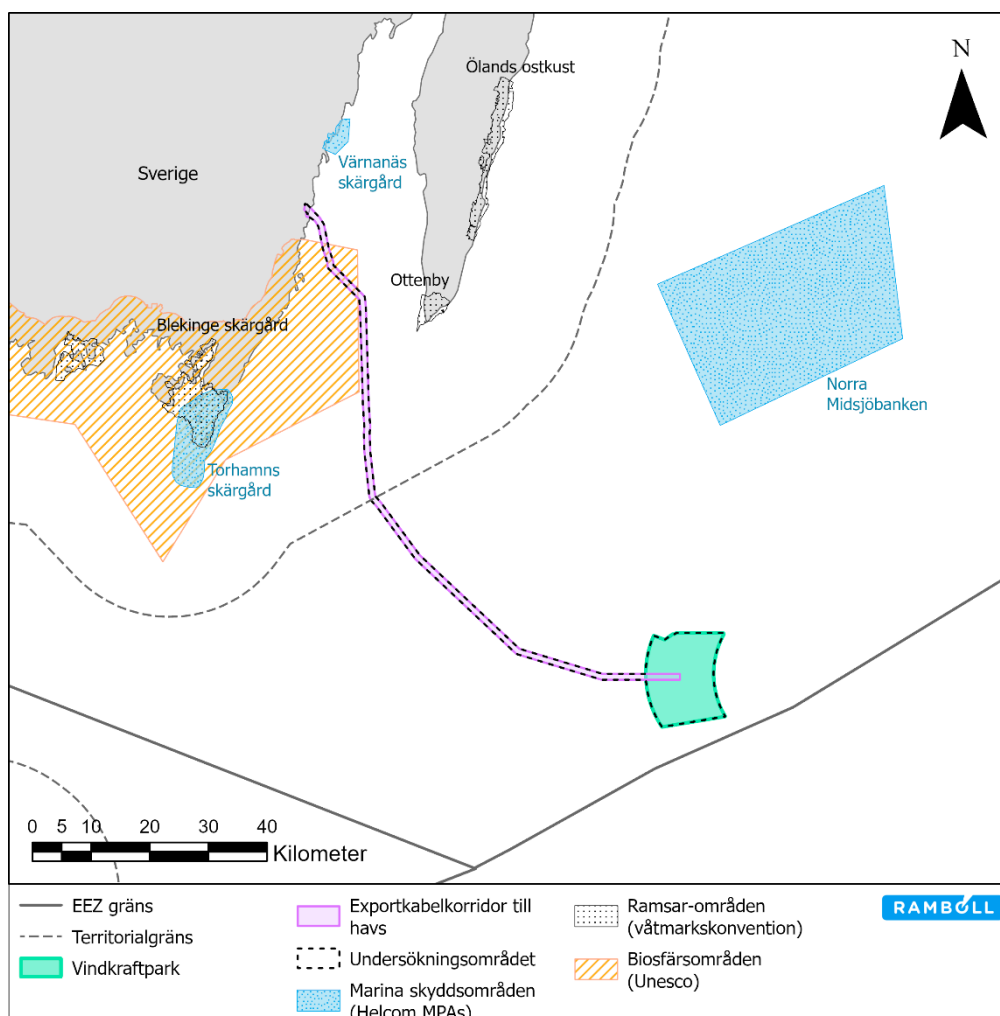 Ölands ostkust
N
Värnanäs
skärgård
Sverige
Ottenby
Blekinge skärgård
Norra
Midsjöbanken
Torhamns
skärgård
0 5 10 20 30 40
Kilometer
EEZ gräns
Territorialgräns
Vindkraftpark
Exportkabelkorridor till
havs
Undersökningsområdet
Marina skyddsområden
(Helcom MPAs)
Ramsar-områden
(våtmarkskonvention)
Biosfärsområden
(Unesco)
RAMBOLL